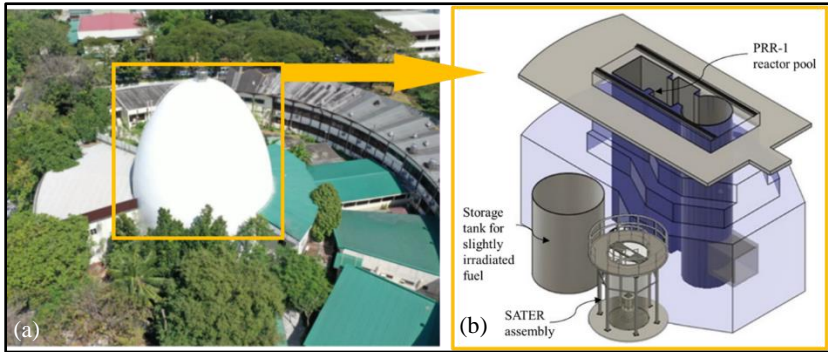 PRR-1
reactor pool
Storage
tank for
slightly
irradiated
fuel
SATER
assembly
(a)
(b)